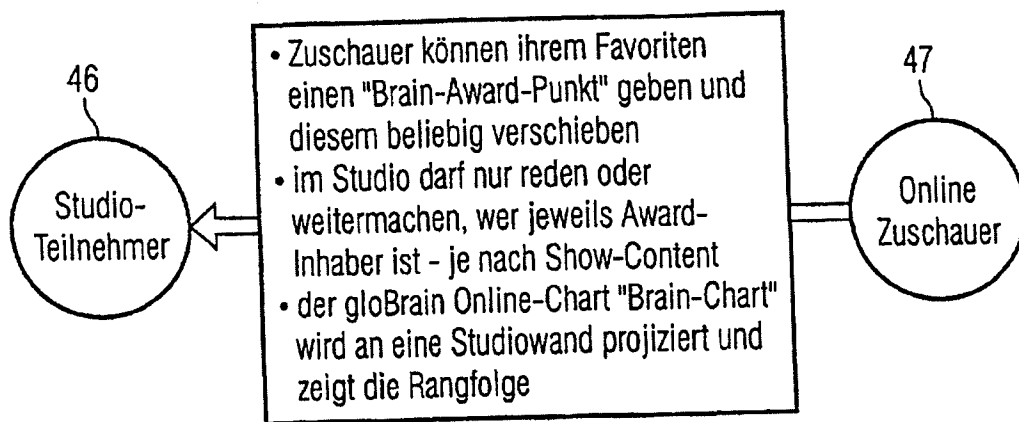 46
Studio-
Teilnehmer
• Zuschauer können ihrem Favoriten
einen "Brain-Award-Punkt" geben und
diesem beliebig verschieben
• im Studio darf nur reden oder
weitermachen, wer jeweils Award-
Inhaber ist - je nach Show-Content
• der gloBrain Online-Chart "Brain-Chart"
wird an eine Studiowand projiziert und
zeigt die Rangfolge
47
Online
Zuschauer